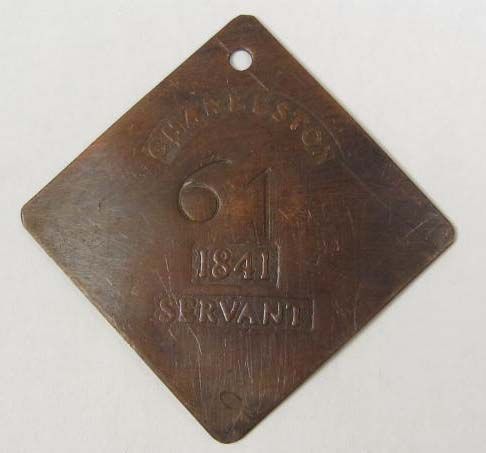 CHARLESTON
61
1841
SERVANT